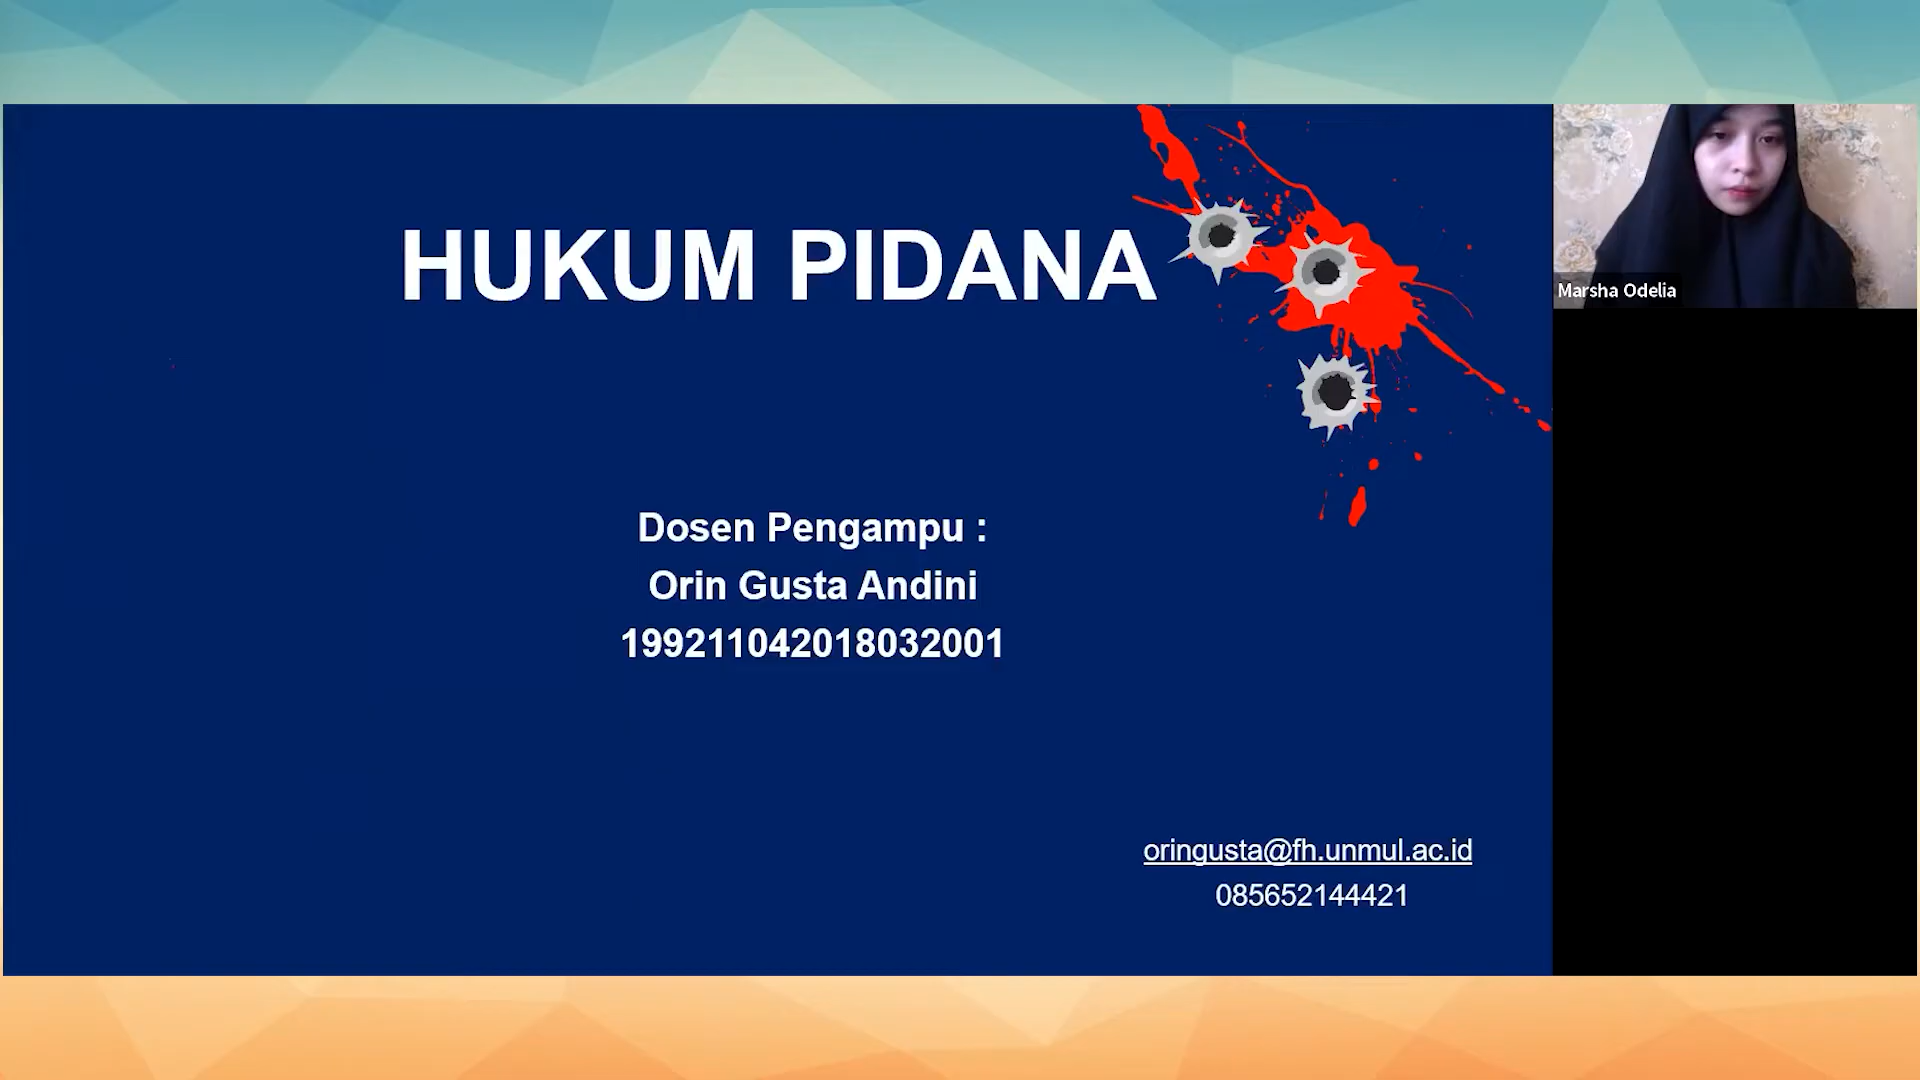 HUKUM PIDANA
Dosen Pengampu :
Orin Gusta Andini
199211042018032001
oringusta@fh.unmul.ac.id
085652144421
Marsha Odelia